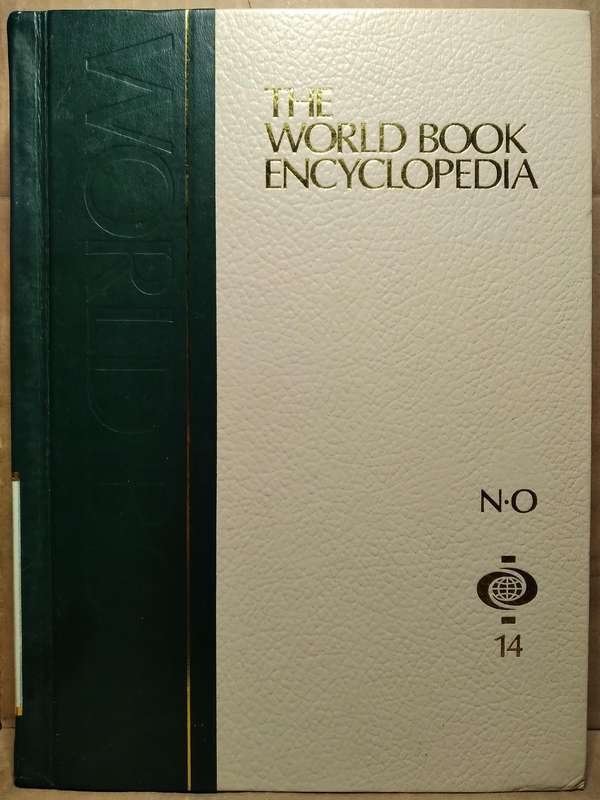 THE
WORLD BOOK
ENCYCLOPEDIA
N·O
14
WORLD B